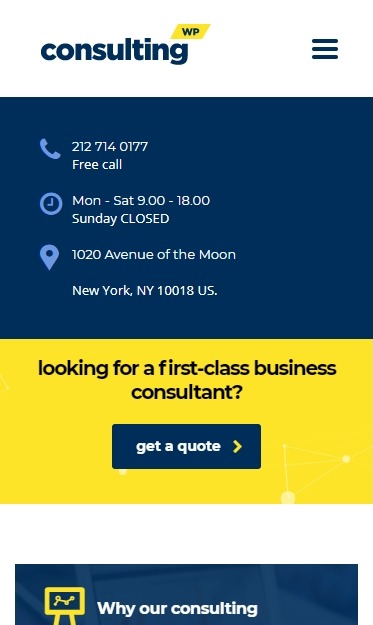 WP
consulting
212 714 0177
Free call
Mon - Sat 9.00 - 18.00
Sunday CLOSED
1020 Avenue of the Moon
New York, NY 10018 US.
looking for a first-class business
consultant?
get a quote
Why our consulting